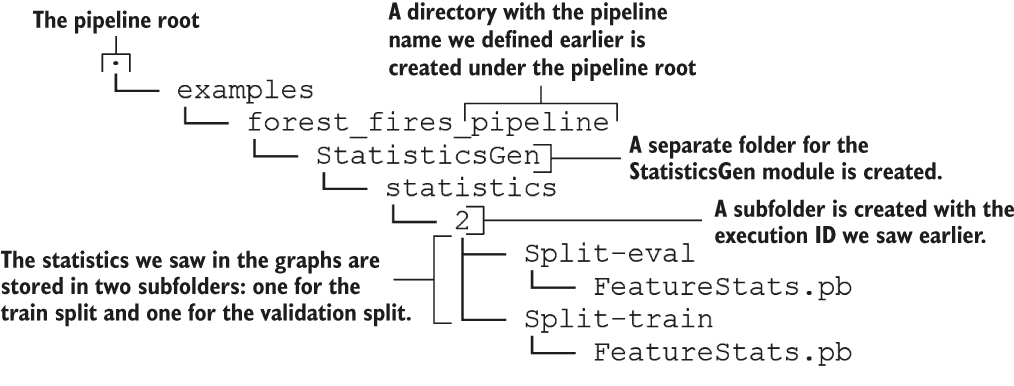 The pipeline root
A directory with the pipeline
name we defined earlier is
created under the pipeline root
.
examples
forest_fires_pipeline
StatisticsGen
A separate folder for the
StatisticsGen module is created.
statistics
2
A subfolder is created with the
execution ID we saw earlier.
The statistics we saw in the graphs are
stored in two subfolders: one for the
train split and one for the validation split.
Split-eval
FeatureStats.pb
Split-train
FeatureStats.pb